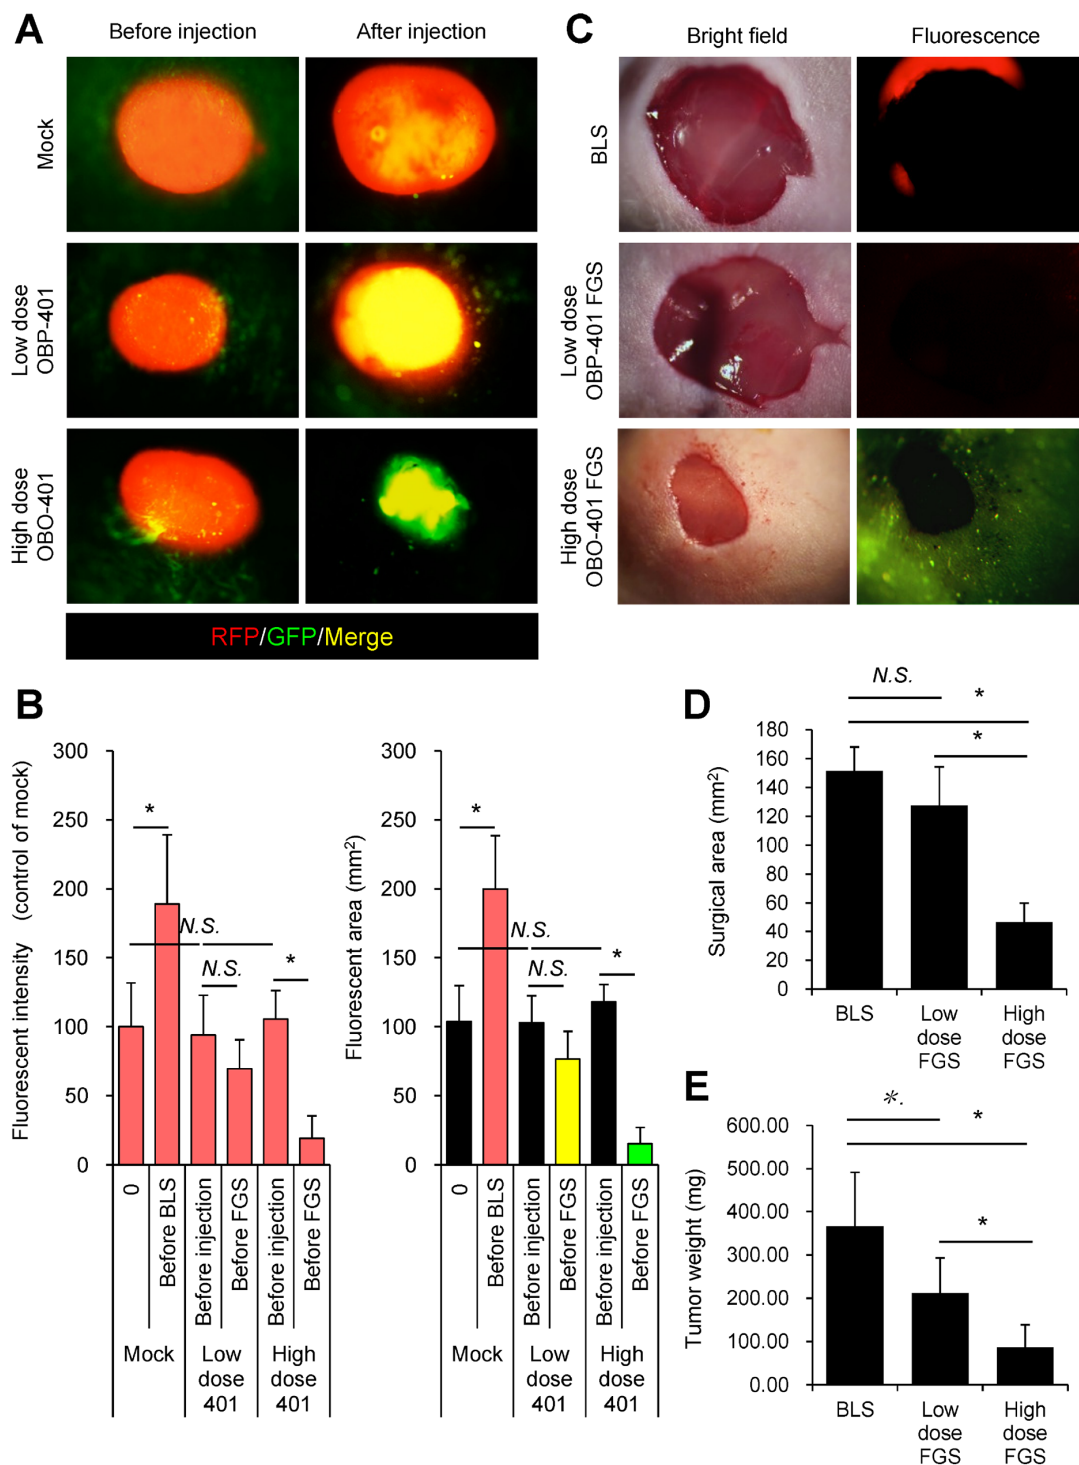 A
Before injection
After injection
Mock
Low dose
OBP-401
High dose
OBO-401
RFP/GFP/Merge
C
Bright field
Fluorescence
BLS
Low dose
OBP-401 FGS
High dose
OBO-401 FGS
B
Fluorescent intensity (control of mock)
300
250
200
150
100
50
0
*
N.S.
N.S.
*
0
Before BLS
Before injection
Before FGS
Before injection
Before FGS
Mock
Low
dose
401
High
dose
401
Fluorescent area (mm2)
300
250
200
150
100
50
0
*
N.S.
N.S.
*
0
Before BLS
Before injection
Before FGS
Before injection
Before FGS
Mock
Low
dose
401
High
dose
401
D
N.S.
*
*
Surgical area (mm2)
180
160
140
120
100
80
60
40
20
0
BLS
Low
dose
FGS
High
dose
FGS
E
*.
*
*
Tumor weight (mg)
600.00
500.00
400.00
300.00
200.00
100.00
0.00
BLS
Low
dose
FGS
High
dose
FGS